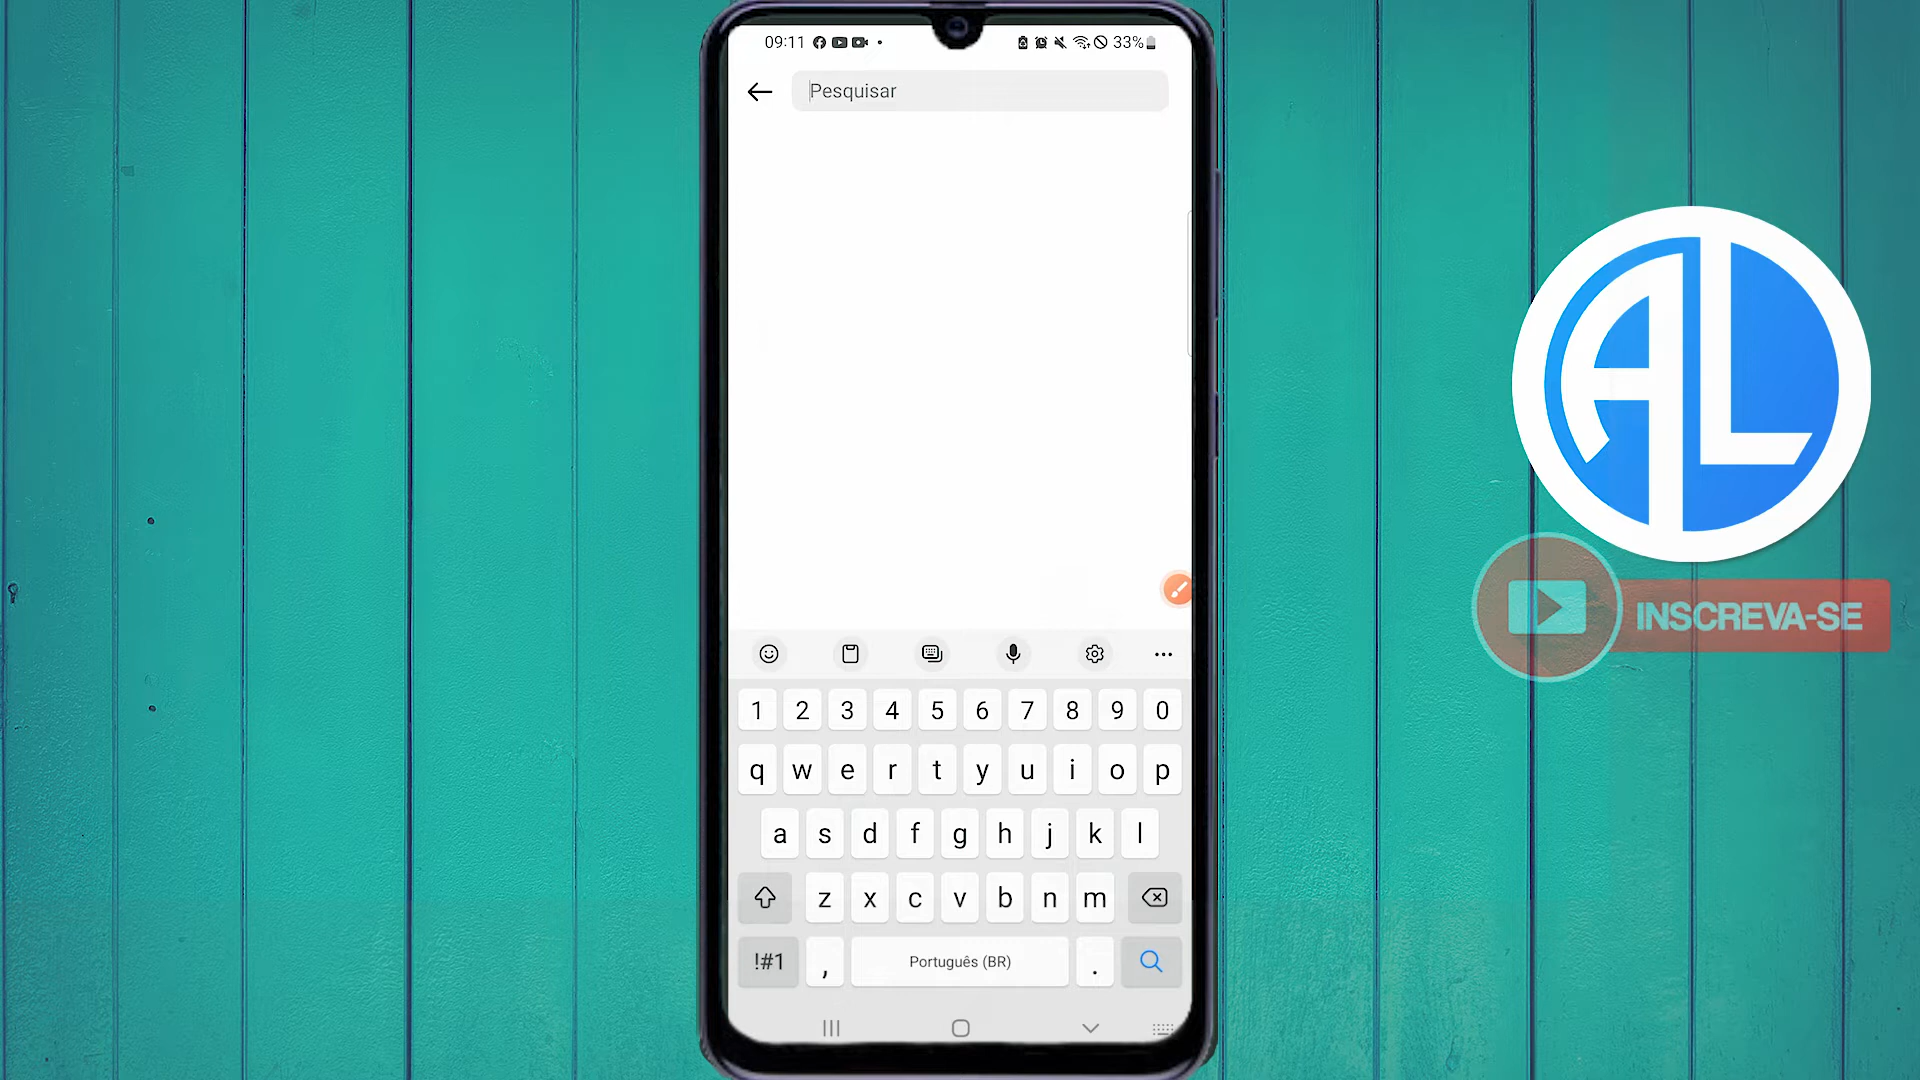 09:11
33%
Pesquisar
1 2 3 4 5 6 7 8 9 0
q w e r t y u i o p
a s d f g h j k l
z x c v b n m
!#1 , Português (BR) .
AL
INSCREVA-SE